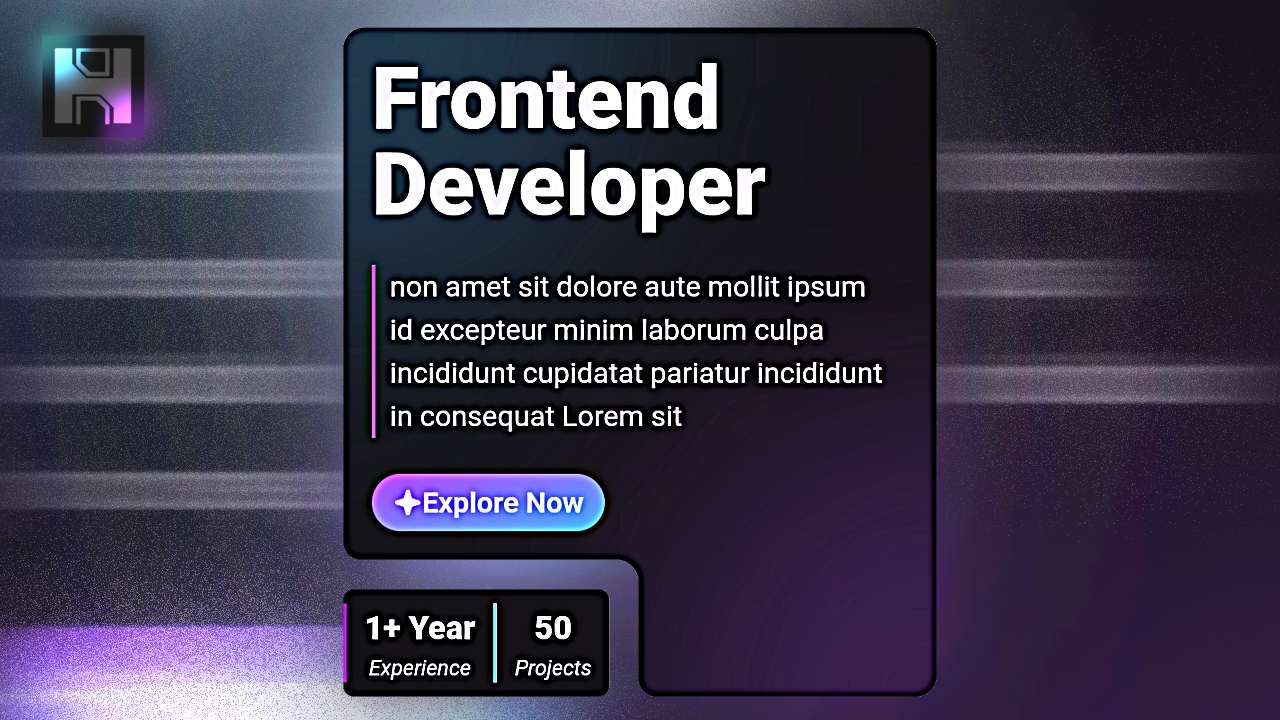 Frontend
Developer
non amet sit dolore aute mollit ipsum
id excepteur minim laborum culpa
incididunt cupidatat pariatur incididunt
in consequat Lorem sit
Explore Now
1+ Year
Experience
50
Projects